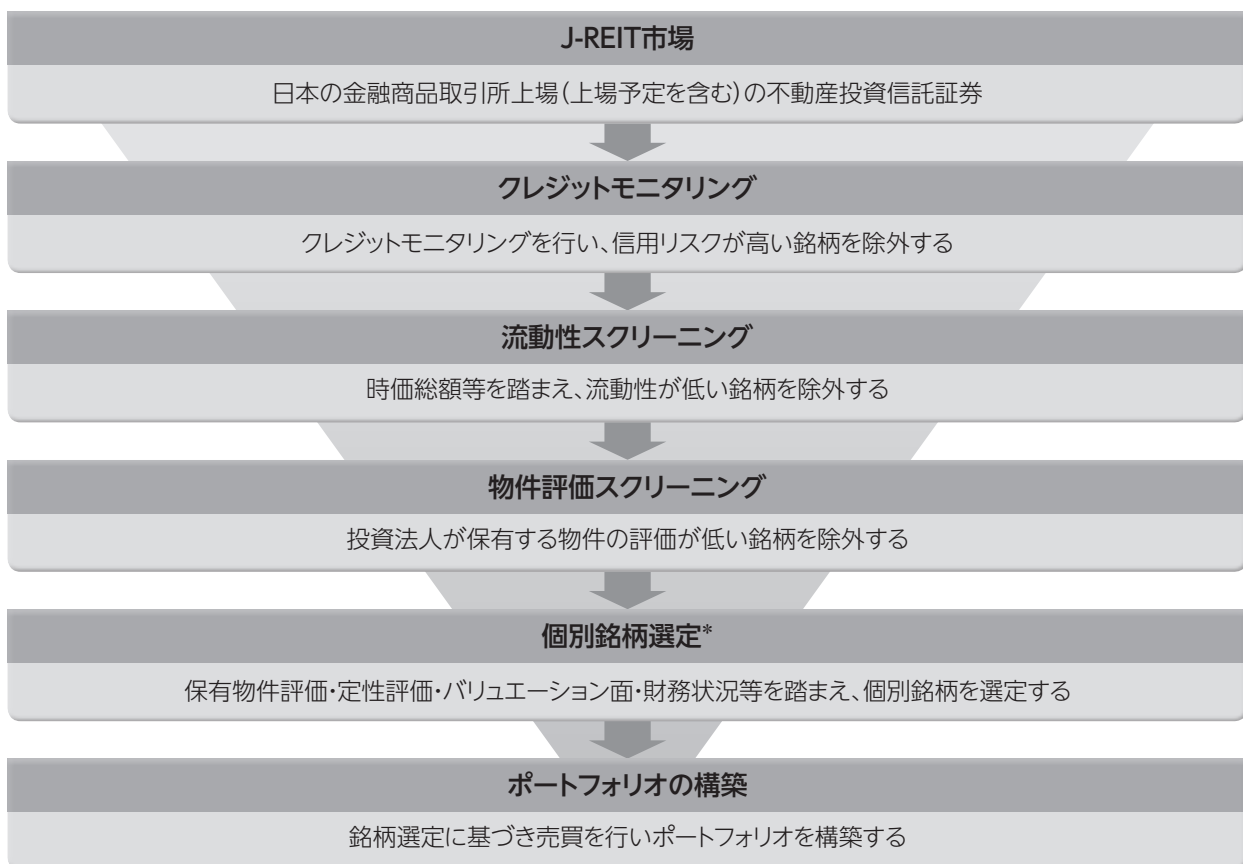 J-REIT市場
日本の金融商品取引所上場(上場予定を含む)の不動産投資信託証券
クレジットモニタリング
クレジットモニタリングを行い、信用リスクが高い銘柄を除外する
流動性スクリーニング
時価総額等を踏まえ、流動性が低い銘柄を除外する
物件評価スクリーニング
投資法人が保有する物件の評価が低い銘柄を除外する
個別銘柄選定*
保有物件評価・定性評価・バリュエーション面・財務状況等を踏まえ、個別銘柄を選定する
ポートフォリオの構築
銘柄選定に基づき売買を行いポートフォリオを構築する